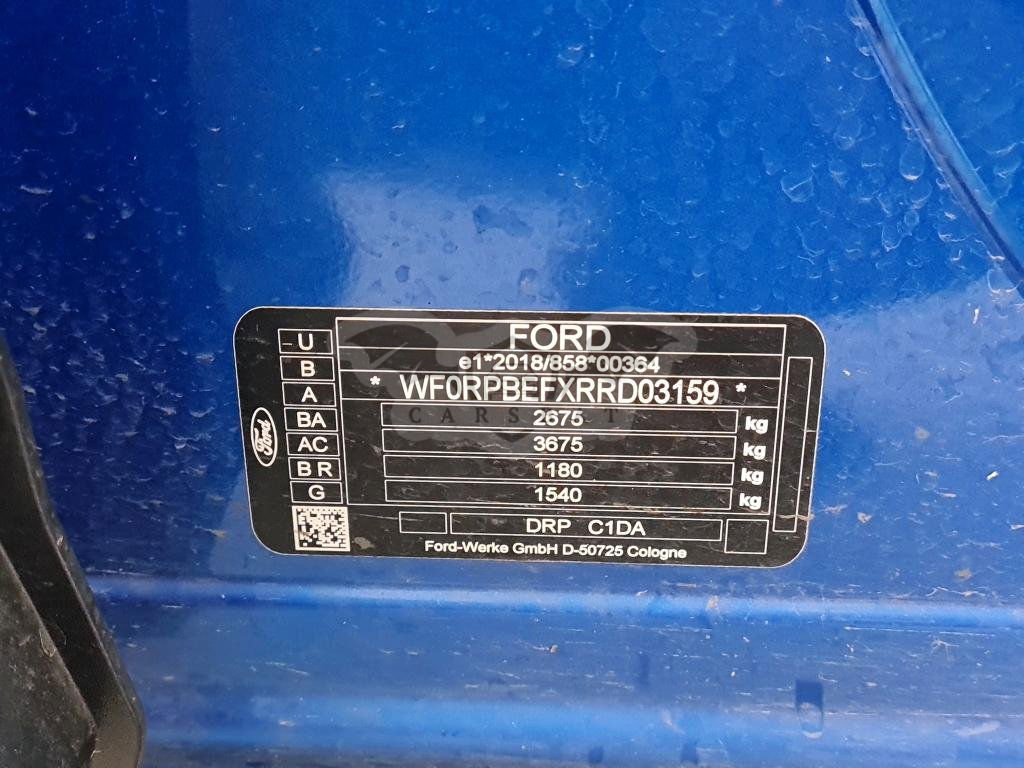 U
B
A
BA
AC
B R
G
Ford
FORD
e1*2018/858*00364
* WF0RPBEFXRRD03159 *
2675 kg
3675 kg
1180 kg
1540 kg
DRP C1DA
Ford-Werke GmbH D-50725 Cologne